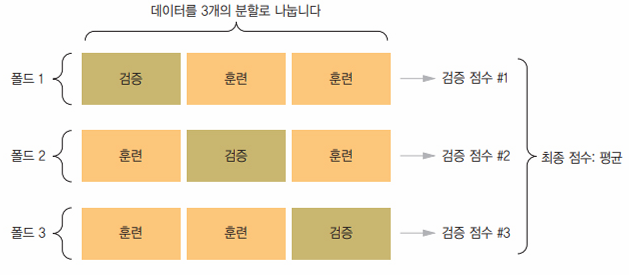 데이터를 3개의 분할로 나눕니다
폴드 1 검증 훈련 훈련 검증 점수 #1
폴드 2 훈련 검증 훈련 검증 점수 #2
최종 점수: 평균
폴드 3 훈련 훈련 검증 검증 점수 #3